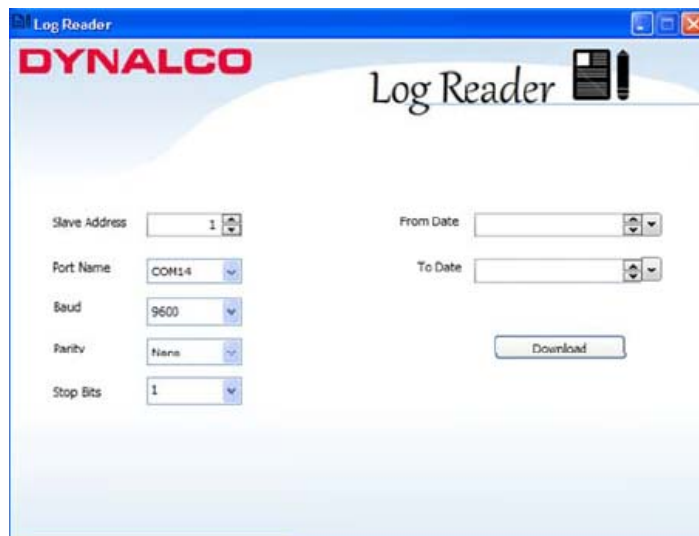 Log Reader
DYNALCO
Log Reader
Slave Address 1
From Date
Port Name COM14
To Date
Baud 9600
Parity None
Download
Stop Bits 1